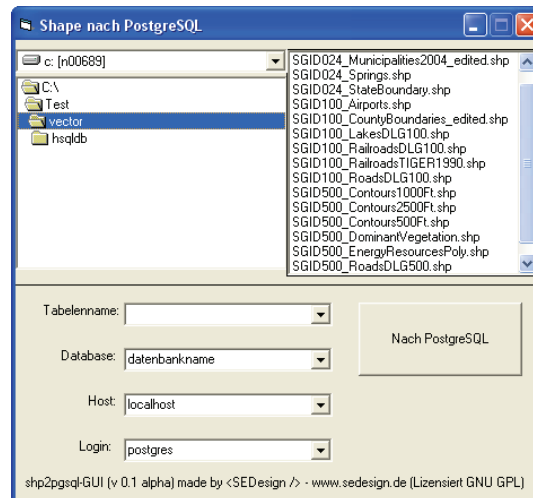 Shape nach PostgreSQL
c: [n00689]
C:\
Test
vector
hsqldb
SGID024_Municipalities2004_edited.shp
SGID024_Springs.shp
SGID024_StateBoundary.shp
SGID100_Airports.shp
SGID100_CountyBoundaries_edited.shp
SGID100_LakesDLG100.shp
SGID100_RailroadsDLG100.shp
SGID100_RailroadsTIGER1990.shp
SGID100_RoadsDLG100.shp
SGID500_Contours1000Ft.shp
SGID500_Contours2500Ft.shp
SGID500_Contours500Ft.shp
SGID500_DominantVegetation.shp
SGID500_EnergyResourcesPoly.shp
SGID500_RoadsDLG500.shp
Tabelenname:
Database: datenbankname
Host: localhost
Login: postgres
Nach PostgreSQL
shp2pgsql-GUI (v 0.1 alpha) made by <SEDesign /> - www.sedesign.de (Lizensiert GNU GPL)